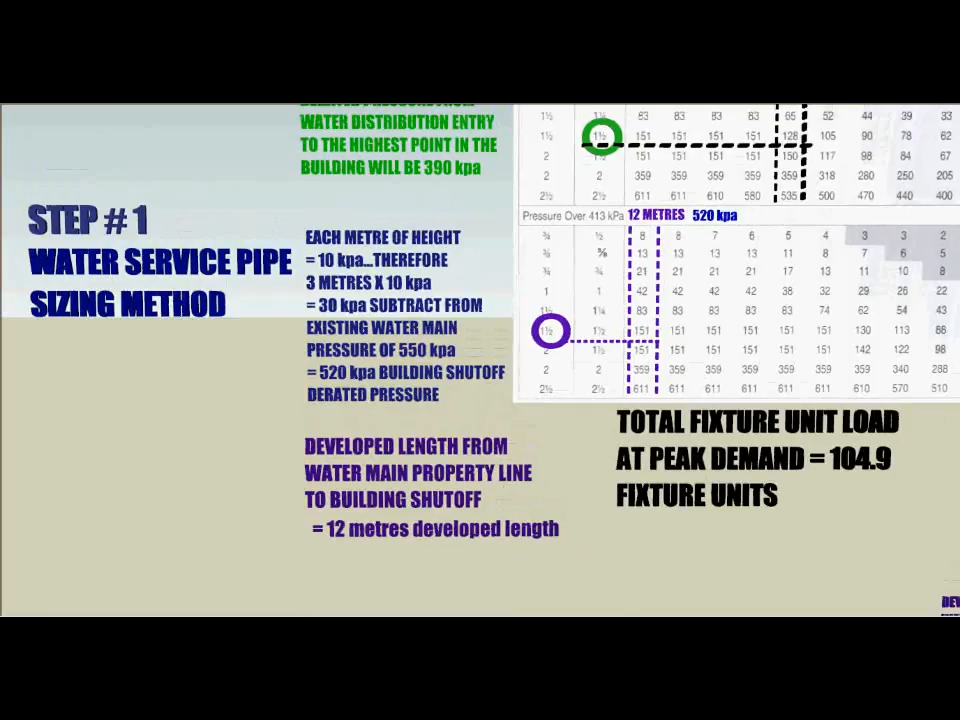 WATER DISTRIBUTION ENTRY
TO THE HIGHEST POINT IN THE
BUILDING WILL BE 390 kpa
STEP # 1
WATER SERVICE PIPE
SIZING METHOD
EACH METRE OF HEIGHT
= 10 kpa...THEREFORE
3 METRES X 10 kpa
= 30 kpa SUBTRACT FROM
EXISTING WATER MAIN
PRESSURE OF 550 kpa
= 520 kpa BUILDING SHUTOFF
DERATED PRESSURE
DEVELOPED LENGTH FROM
WATER MAIN PROPERTY LINE
TO BUILDING SHUTOFF
= 12 metres developed length
1½ 1¼ 83 83 83 65 52 44 39 33
1½ 1½ 151 151 151 151 128 105 90 78 62
2 1½ 151 151 151 151 150 117 98 84 67
2 2 359 359 359 359 359 318 280 250 205
2½ 2½ 611 611 610 580 535 500 470 440 400
Pressure Over 413 kPa 12 METRES 520 kpa
¾ ½ 8 8 7 6 5 4 3 3 2
13 13 13 13 11 8 7 6 5
¾ ¾ 21 21 21 21 17 13 11 10 8
1 1 42 42 42 42 38 32 29 26 22
1¼ 83 83 83 83 83 74 62 54 43
1½ 1½ 151 151 151 151 151 151 130 113 88
2 1½ 151 151 151 151 151 151 142 122 98
2 2 359 359 359 359 359 359 359 340 288
2½ 2½ 611 611 611 611 611 611 610 570 510
TOTAL FIXTURE UNIT LOAD
AT PEAK DEMAND = 104.9
FIXTURE UNITS